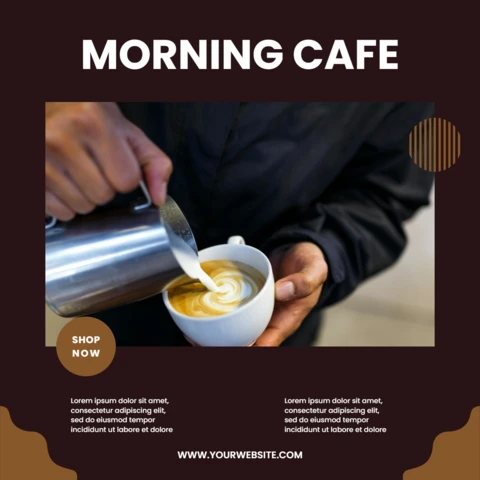 MORNING CAFE
SHOP
NOW
Lorem ipsum dolor sit amet,
consectetur adipiscing elit,
sed do eiusmod tempor
incididunt ut labore et dolore
Lorem ipsum dolor sit amet,
consectetur adipiscing elit,
sed do eiusmod tempor
incididunt ut labore et dolore
WWW.YOURWEBSITE.COM